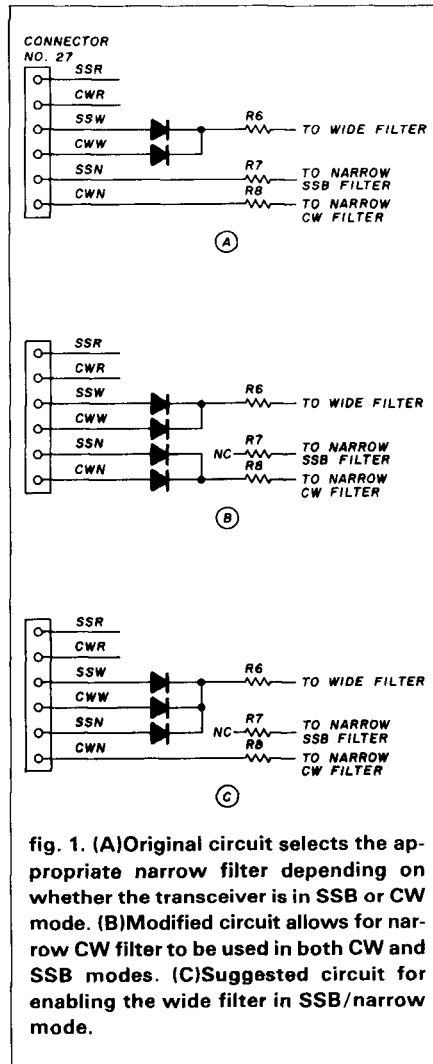 CONNECTOR
NO. 27
SSR
CWR
SSW
R6
TO WIDE FILTER
CWW
SSN
R7
TO NARROW
SSB FILTER
CWN
R8
TO NARROW
CW FILTER
A
SSR
CWR
SSW
R6
TO WIDE FILTER
CWW
SSN
NC
R7
TO NARROW
SSB FILTER
CWN
R8
TO NARROW
CW FILTER
B
SSR
CWR
SSW
R6
TO WIDE FILTER
CWW
SSN
NC
R7
TO NARROW
SSB FILTER
CWN
R8
TO NARROW
CW FILTER
C
fig. 1. (A)Original circuit selects the ap-
propriate narrow filter depending on
whether the transceiver is in SSB or CW
mode. (B)Modified circuit allows for nar-
row CW filter to be used in both CW and
SSB modes. (C)Suggested circuit for
enabling the wide filter in SSB/narrow
mode.